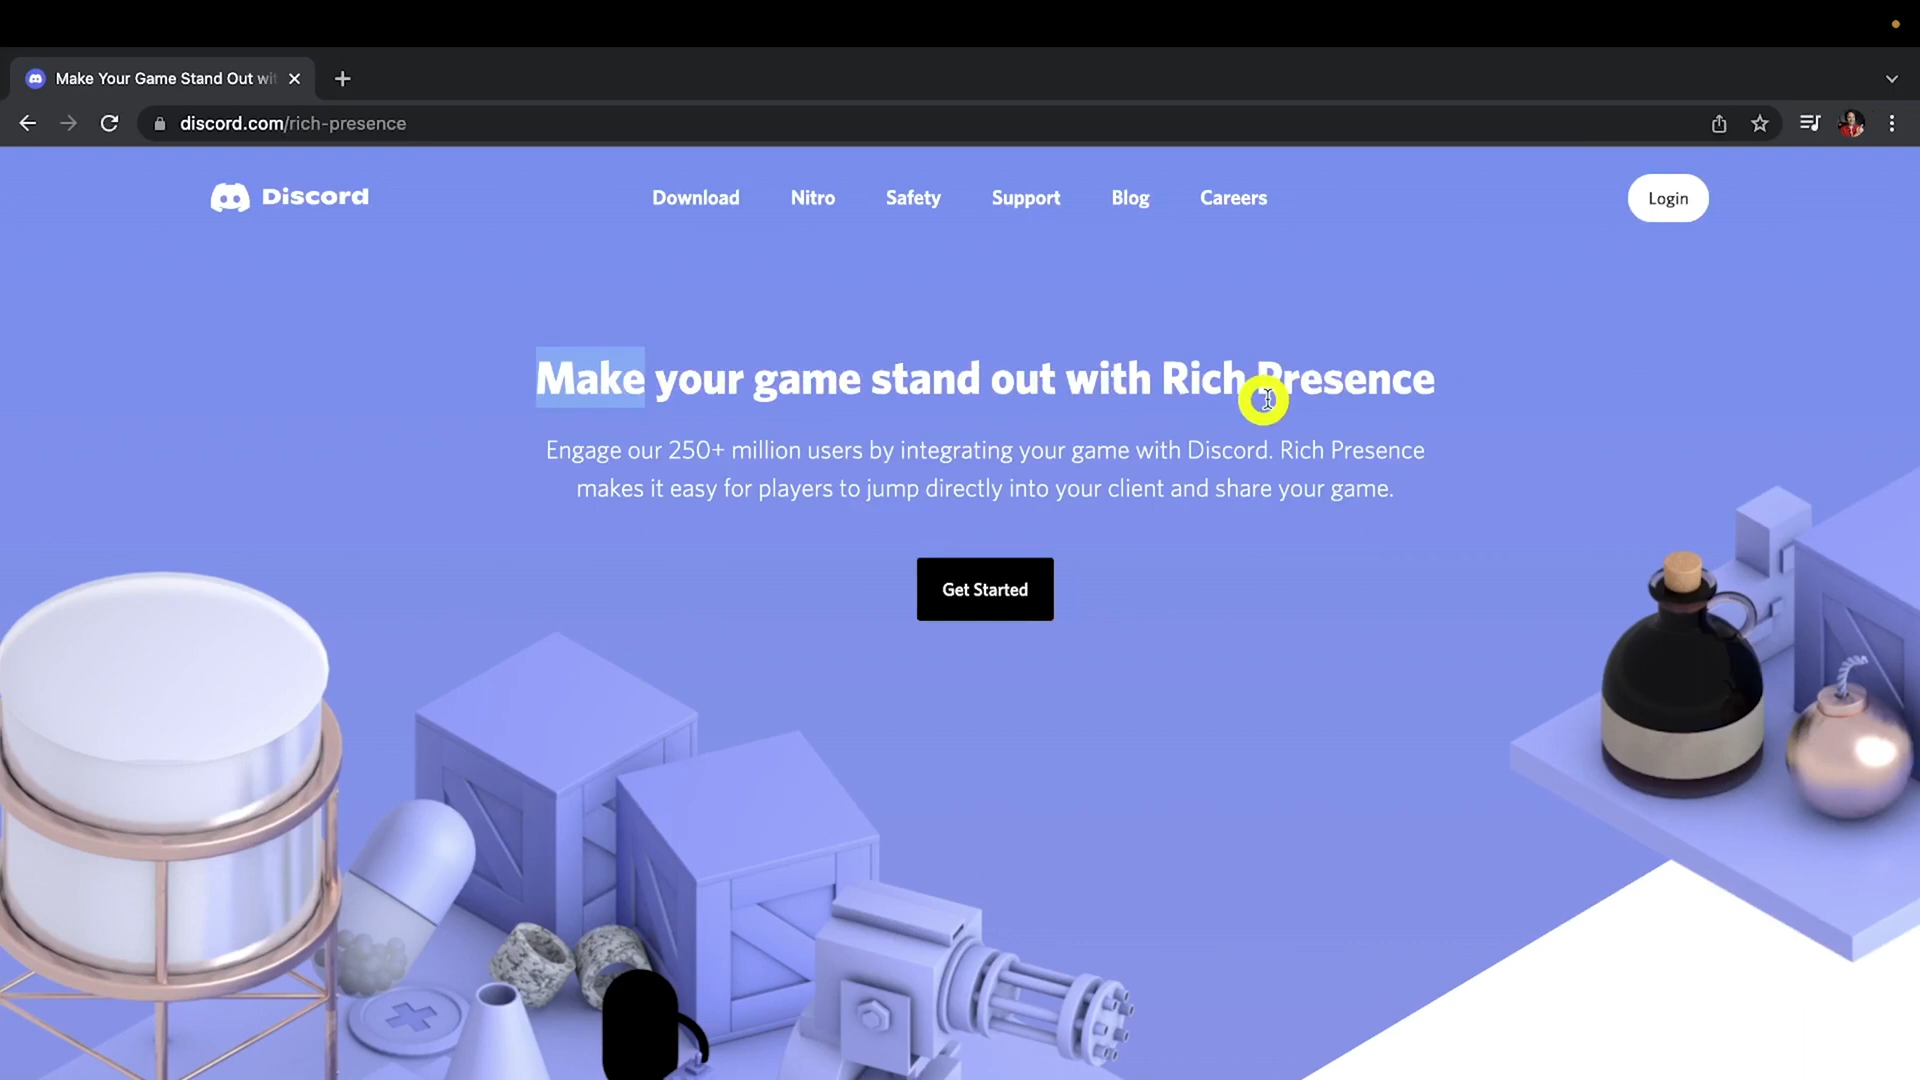 Make Your Game Stand Out wit
discord.com/rich-presence
Discord
Download
Nitro
Safety
Support
Blog
Careers
Login
Make your game stand out with Rich Presence
Engage our 250+ million users by integrating your game with Discord. Rich Presence
makes it easy for players to jump directly into your client and share your game.
Get Started